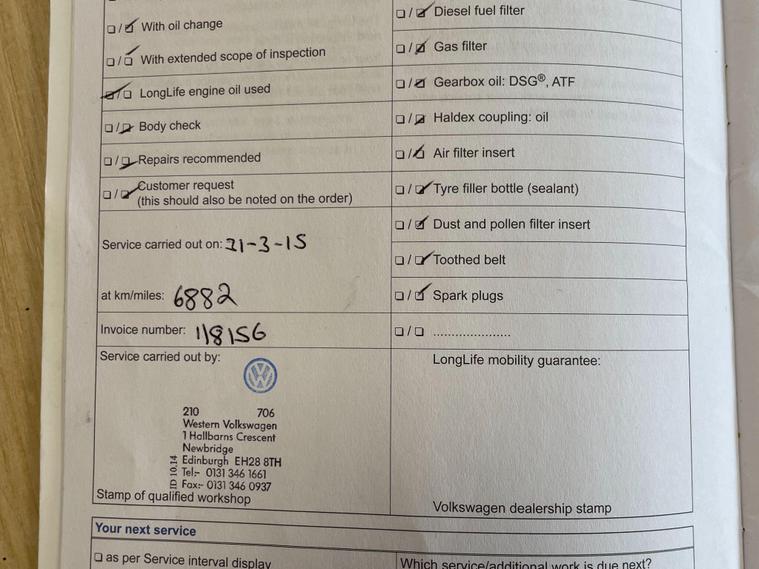 With oil change
With extended scope of inspection
LongLife engine oil used
Body check
Repairs recommended
Customer request
(this should also be noted on the order)
Service carried out on: 31-3-15
at km/miles: 6882
Invoice number: 118156
Service carried out by:
210 706
Western Volkswagen
1 Hallbarns Crescent
Newbridge
Edinburgh EH28 8TH
Tel:- 0131 346 1661
Fax:- 0131 346 0937
ID 10.14
Stamp of qualified workshop
Diesel fuel filter
Gas filter
Gearbox oil: DSG®, ATF
Haldex coupling: oil
Air filter insert
Tyre filler bottle (sealant)
Dust and pollen filter insert
Toothed belt
Spark plugs
....................
LongLife mobility guarantee:
Volkswagen dealership stamp
Your next service
as per Service interval display
Which service/additional work is due next?